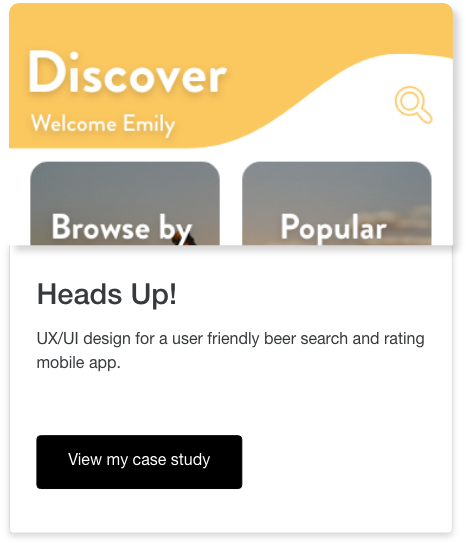 Discover
Welcome Emily
Browse by
Popular
Heads Up!
UX/UI design for a user friendly beer search and rating
mobile app.
View my case study